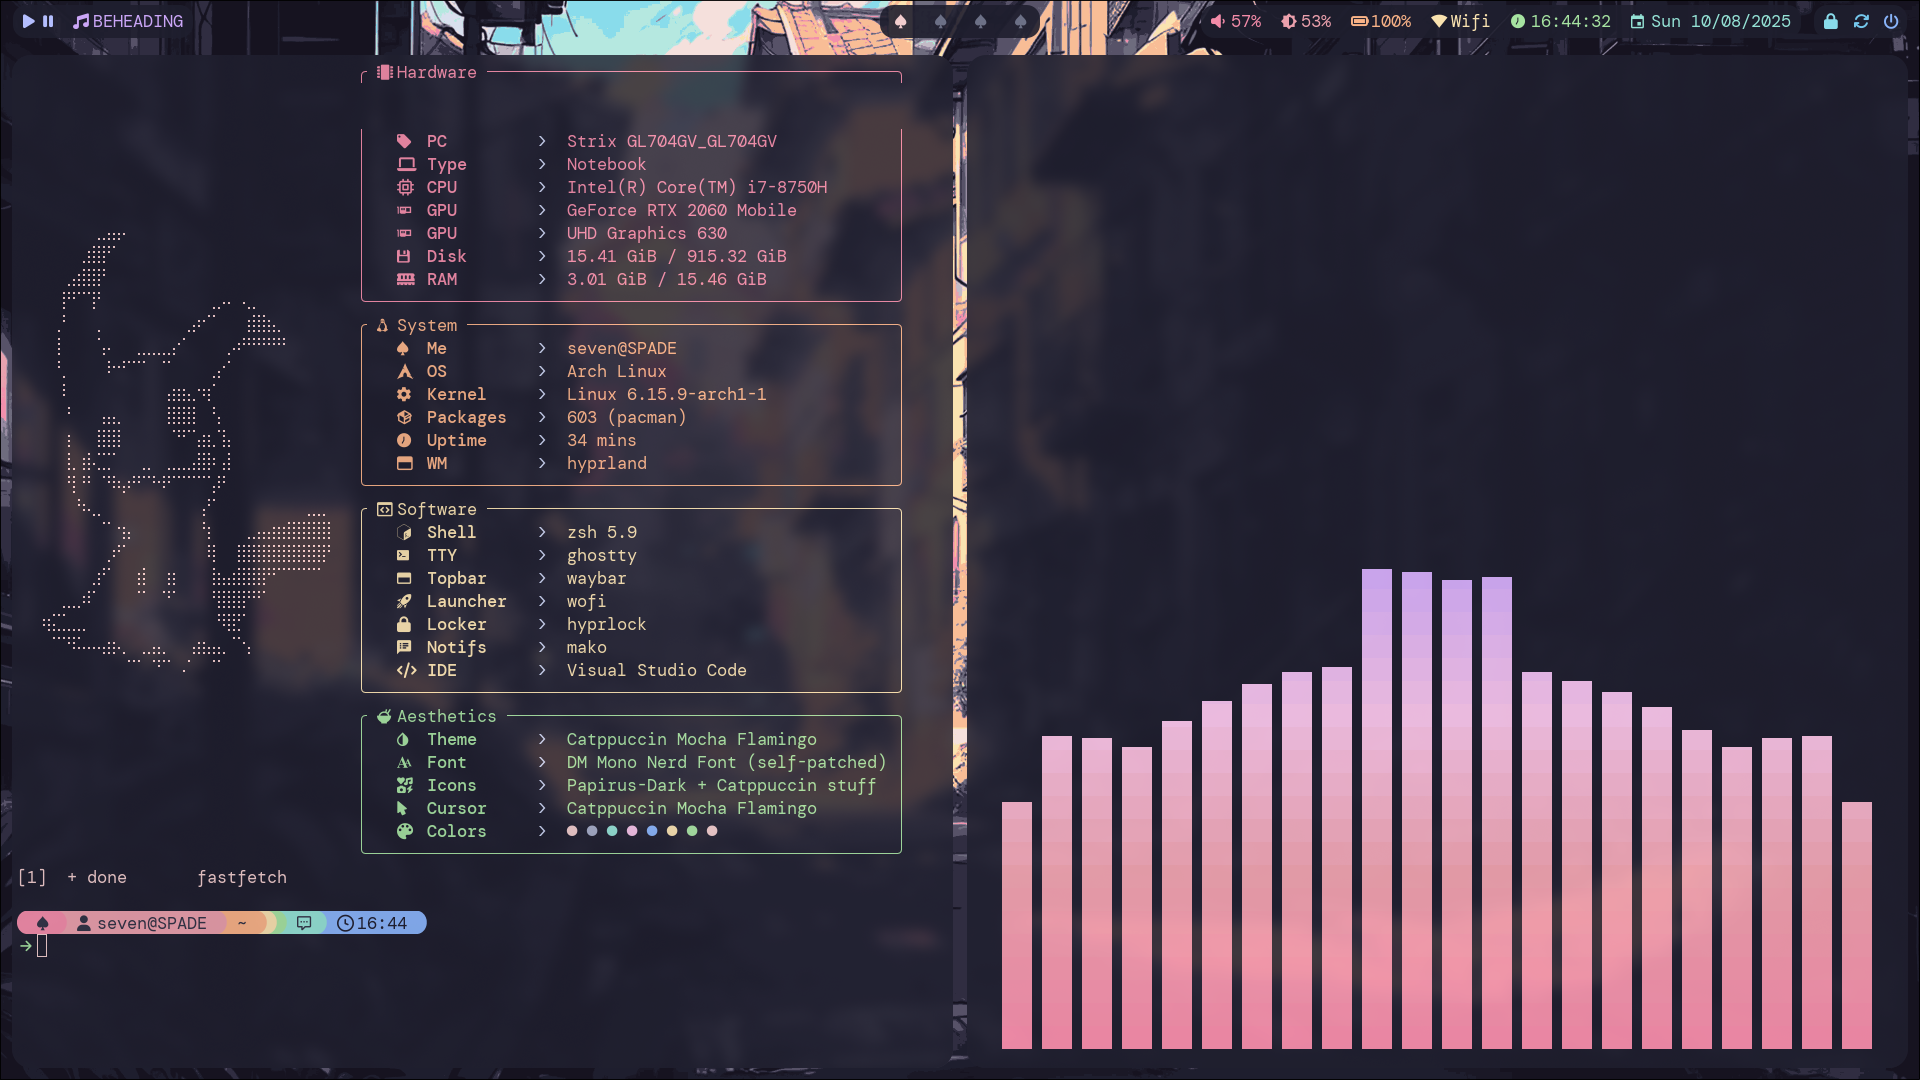 BEHEADING
57% 53% 100% Wifi 16:44:32 Sun 10/08/2025
Hardware
PC > Strix GL704GV_GL704GV
Type > Notebook
CPU > Intel(R) Core(TM) i7-8750H
GPU > GeForce RTX 2060 Mobile
GPU > UHD Graphics 630
Disk > 15.41 GiB / 915.32 GiB
RAM > 3.01 GiB / 15.46 GiB
System
Me > seven@SPADE
OS > Arch Linux
Kernel > Linux 6.15.9-arch1-1
Packages > 603 (pacman)
Uptime > 34 mins
WM > hyprland
Software
Shell > zsh 5.9
TTY > ghostty
Topbar > waybar
Launcher > wofi
Locker > hyprlock
Notifs > mako
IDE > Visual Studio Code
Aesthetics
Theme > Catppuccin Mocha Flamingo
Font > DM Mono Nerd Font (self-patched)
Icons > Papirus-Dark + Catppuccin stuff
Cursor > Catppuccin Mocha Flamingo
Colors >
[1] + done fastfetch
seven@SPADE ~ 16:44
→